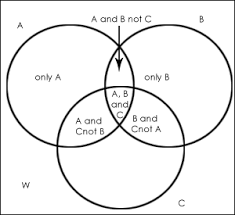 A and B not C
A
B
only A
only B
A, B
and
C
A and
Cnot B
B and
Cnot A
W
C